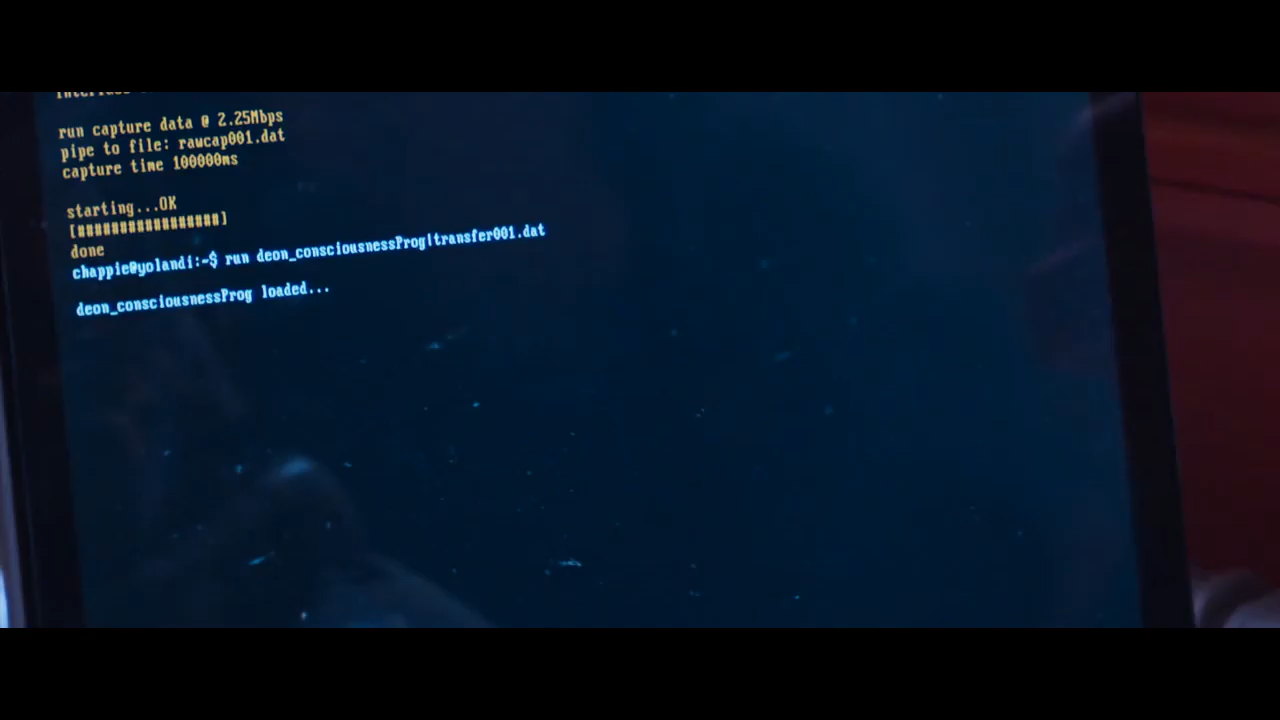 run capture data @ 2.25Mbps
pipe to file: rawcap001.dat
capture time 100000ms
starting...OK
[#################]
done
chappie@yolandi:~$ run deon_consciousnessProg|transfer001.dat
deon_consciousnessProg loaded...